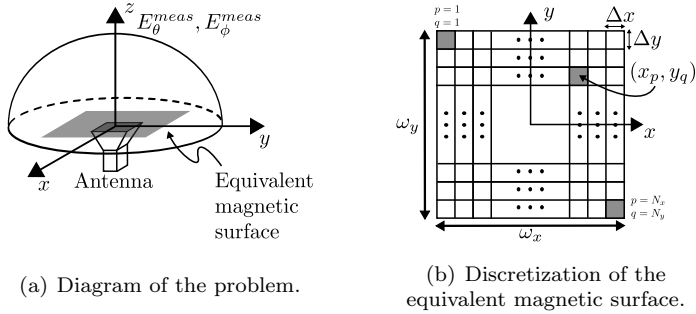 z
E_θ^{meas}, E_ϕ^{meas}
y
x
Antenna
Equivalent
magnetic
surface
(a) Diagram of the problem.
p = 1
q = 1
y
Δx
Δy
(x_p, y_q)
ω_y
x
p = N_x
q = N_y
ω_x
(b) Discretization of the
equivalent magnetic surface.